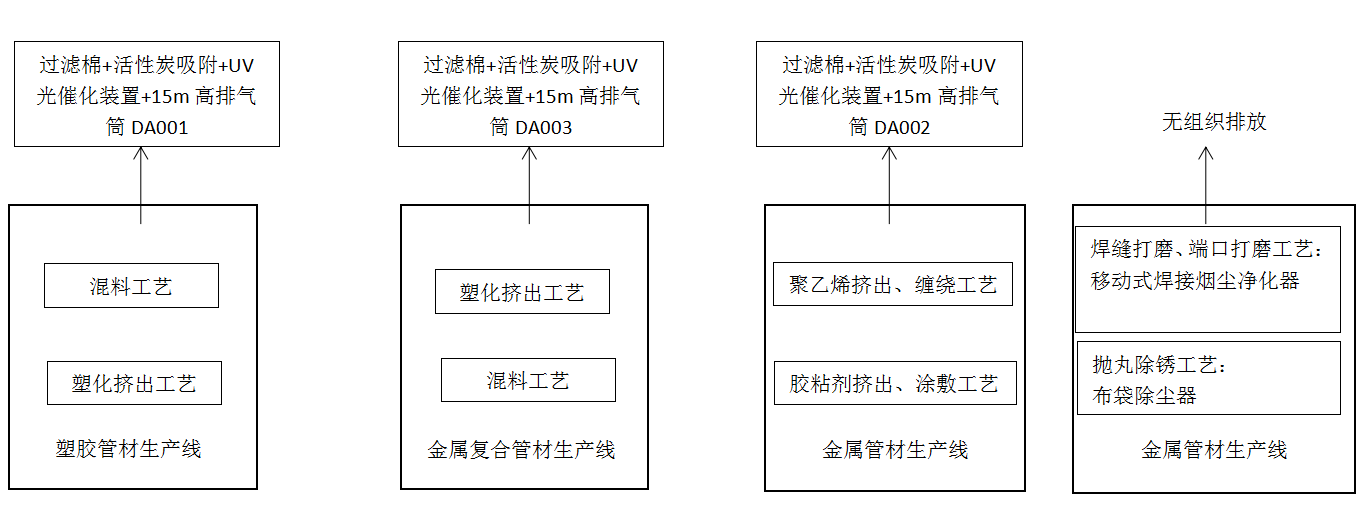 过滤棉+活性炭吸附+UV
光催化装置+15m 高排气
筒 DA001
混料工艺
塑化挤出工艺
塑胶管材生产线
过滤棉+活性炭吸附+UV
光催化装置+15m 高排气
筒 DA003
塑化挤出工艺
混料工艺
金属复合管材生产线
过滤棉+活性炭吸附+UV
光催化装置+15m 高排气
筒 DA002
聚乙烯挤出、缠绕工艺
胶粘剂挤出、涂敷工艺
金属管材生产线
无组织排放
焊缝打磨、端口打磨工艺：
移动式焊接烟尘净化器
抛丸除锈工艺：
布袋除尘器
金属管材生产线